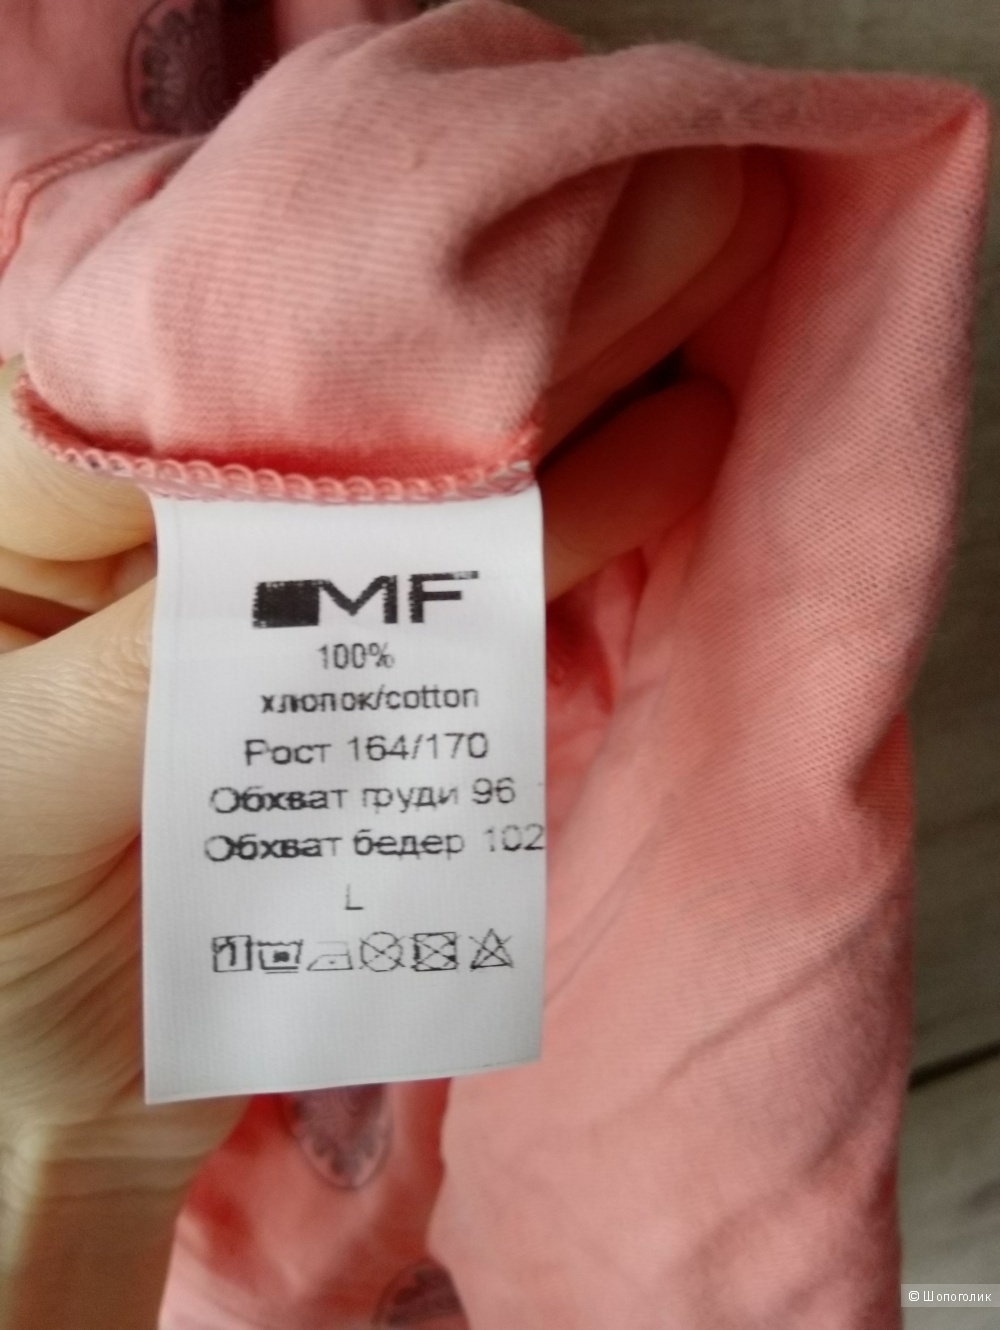 MF
100%
хлопок/cotton
Рост 164/170
Обхват груди 96
Обхват бедер 102
L
© Шопоголик